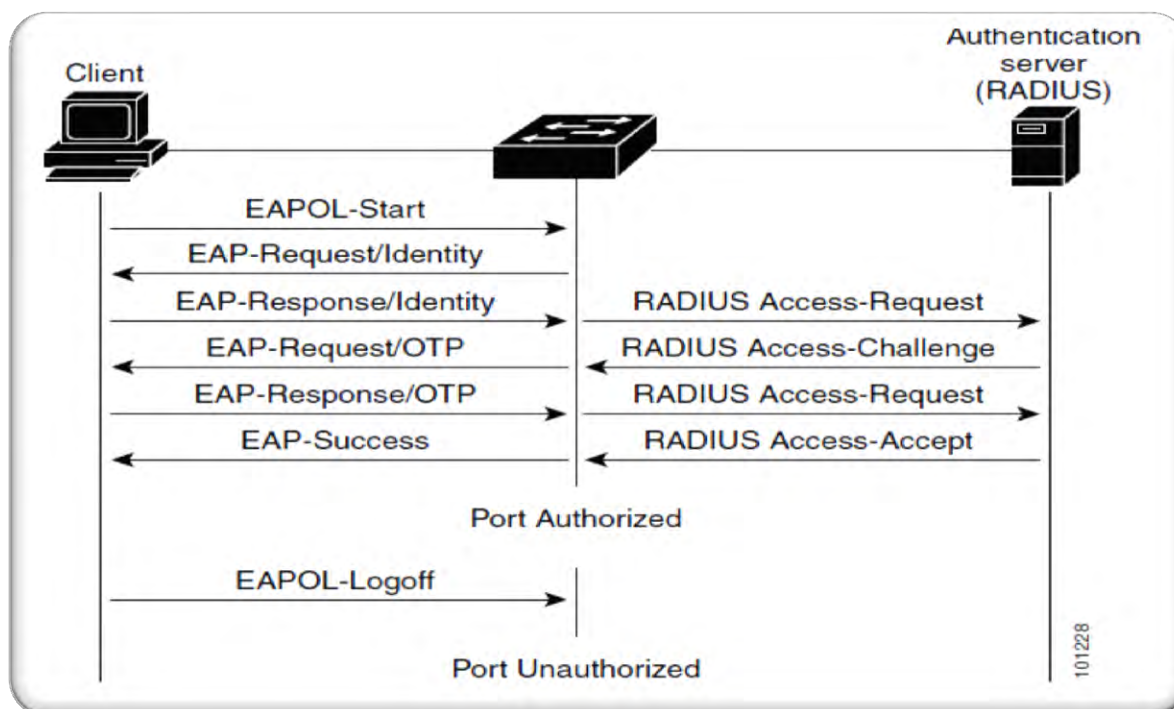 Client
Authentication
server
(RADIUS)
EAPOL-Start
EAP-Request/Identity
EAP-Response/Identity
RADIUS Access-Request
EAP-Request/OTP
RADIUS Access-Challenge
EAP-Response/OTP
RADIUS Access-Request
EAP-Success
RADIUS Access-Accept
Port Authorized
EAPOL-Logoff
Port Unauthorized
101228